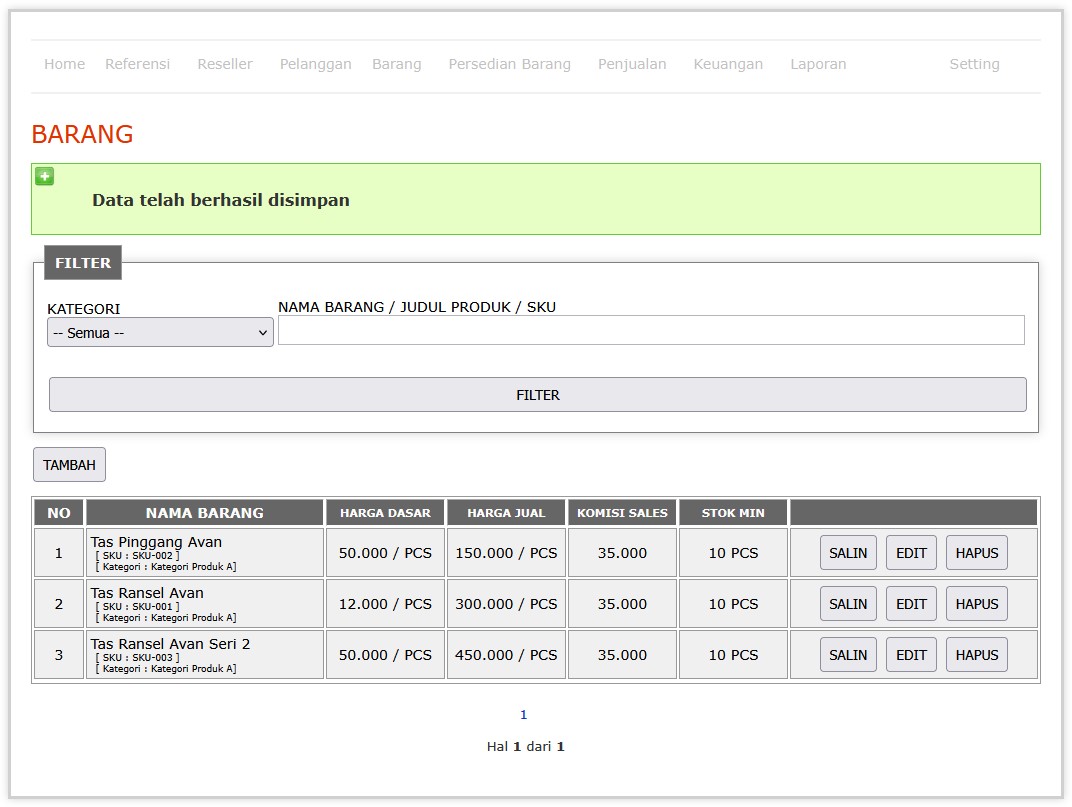 Home Referensi Reseller Pelanggan Barang Persedian Barang Penjualan Keuangan Laporan Setting
BARANG
Data telah berhasil disimpan
FILTER
KATEGORI NAMA BARANG / JUDUL PRODUK / SKU
-- Semua --
FILTER
TAMBAH
NO NAMA BARANG HARGA DASAR HARGA JUAL KOMISI SALES STOK MIN
1 Tas Pinggang Avan 50.000 / PCS 150.000 / PCS 35.000 10 PCS SALIN EDIT HAPUS
[ SKU : SKU-002 ]
[ Kategori : Kategori Produk A]
2 Tas Ransel Avan 12.000 / PCS 300.000 / PCS 35.000 10 PCS SALIN EDIT HAPUS
[ SKU : SKU-001 ]
[ Kategori : Kategori Produk A]
3 Tas Ransel Avan Seri 2 50.000 / PCS 450.000 / PCS 35.000 10 PCS SALIN EDIT HAPUS
[ SKU : SKU-003 ]
[ Kategori : Kategori Produk A]
1
Hal 1 dari 1